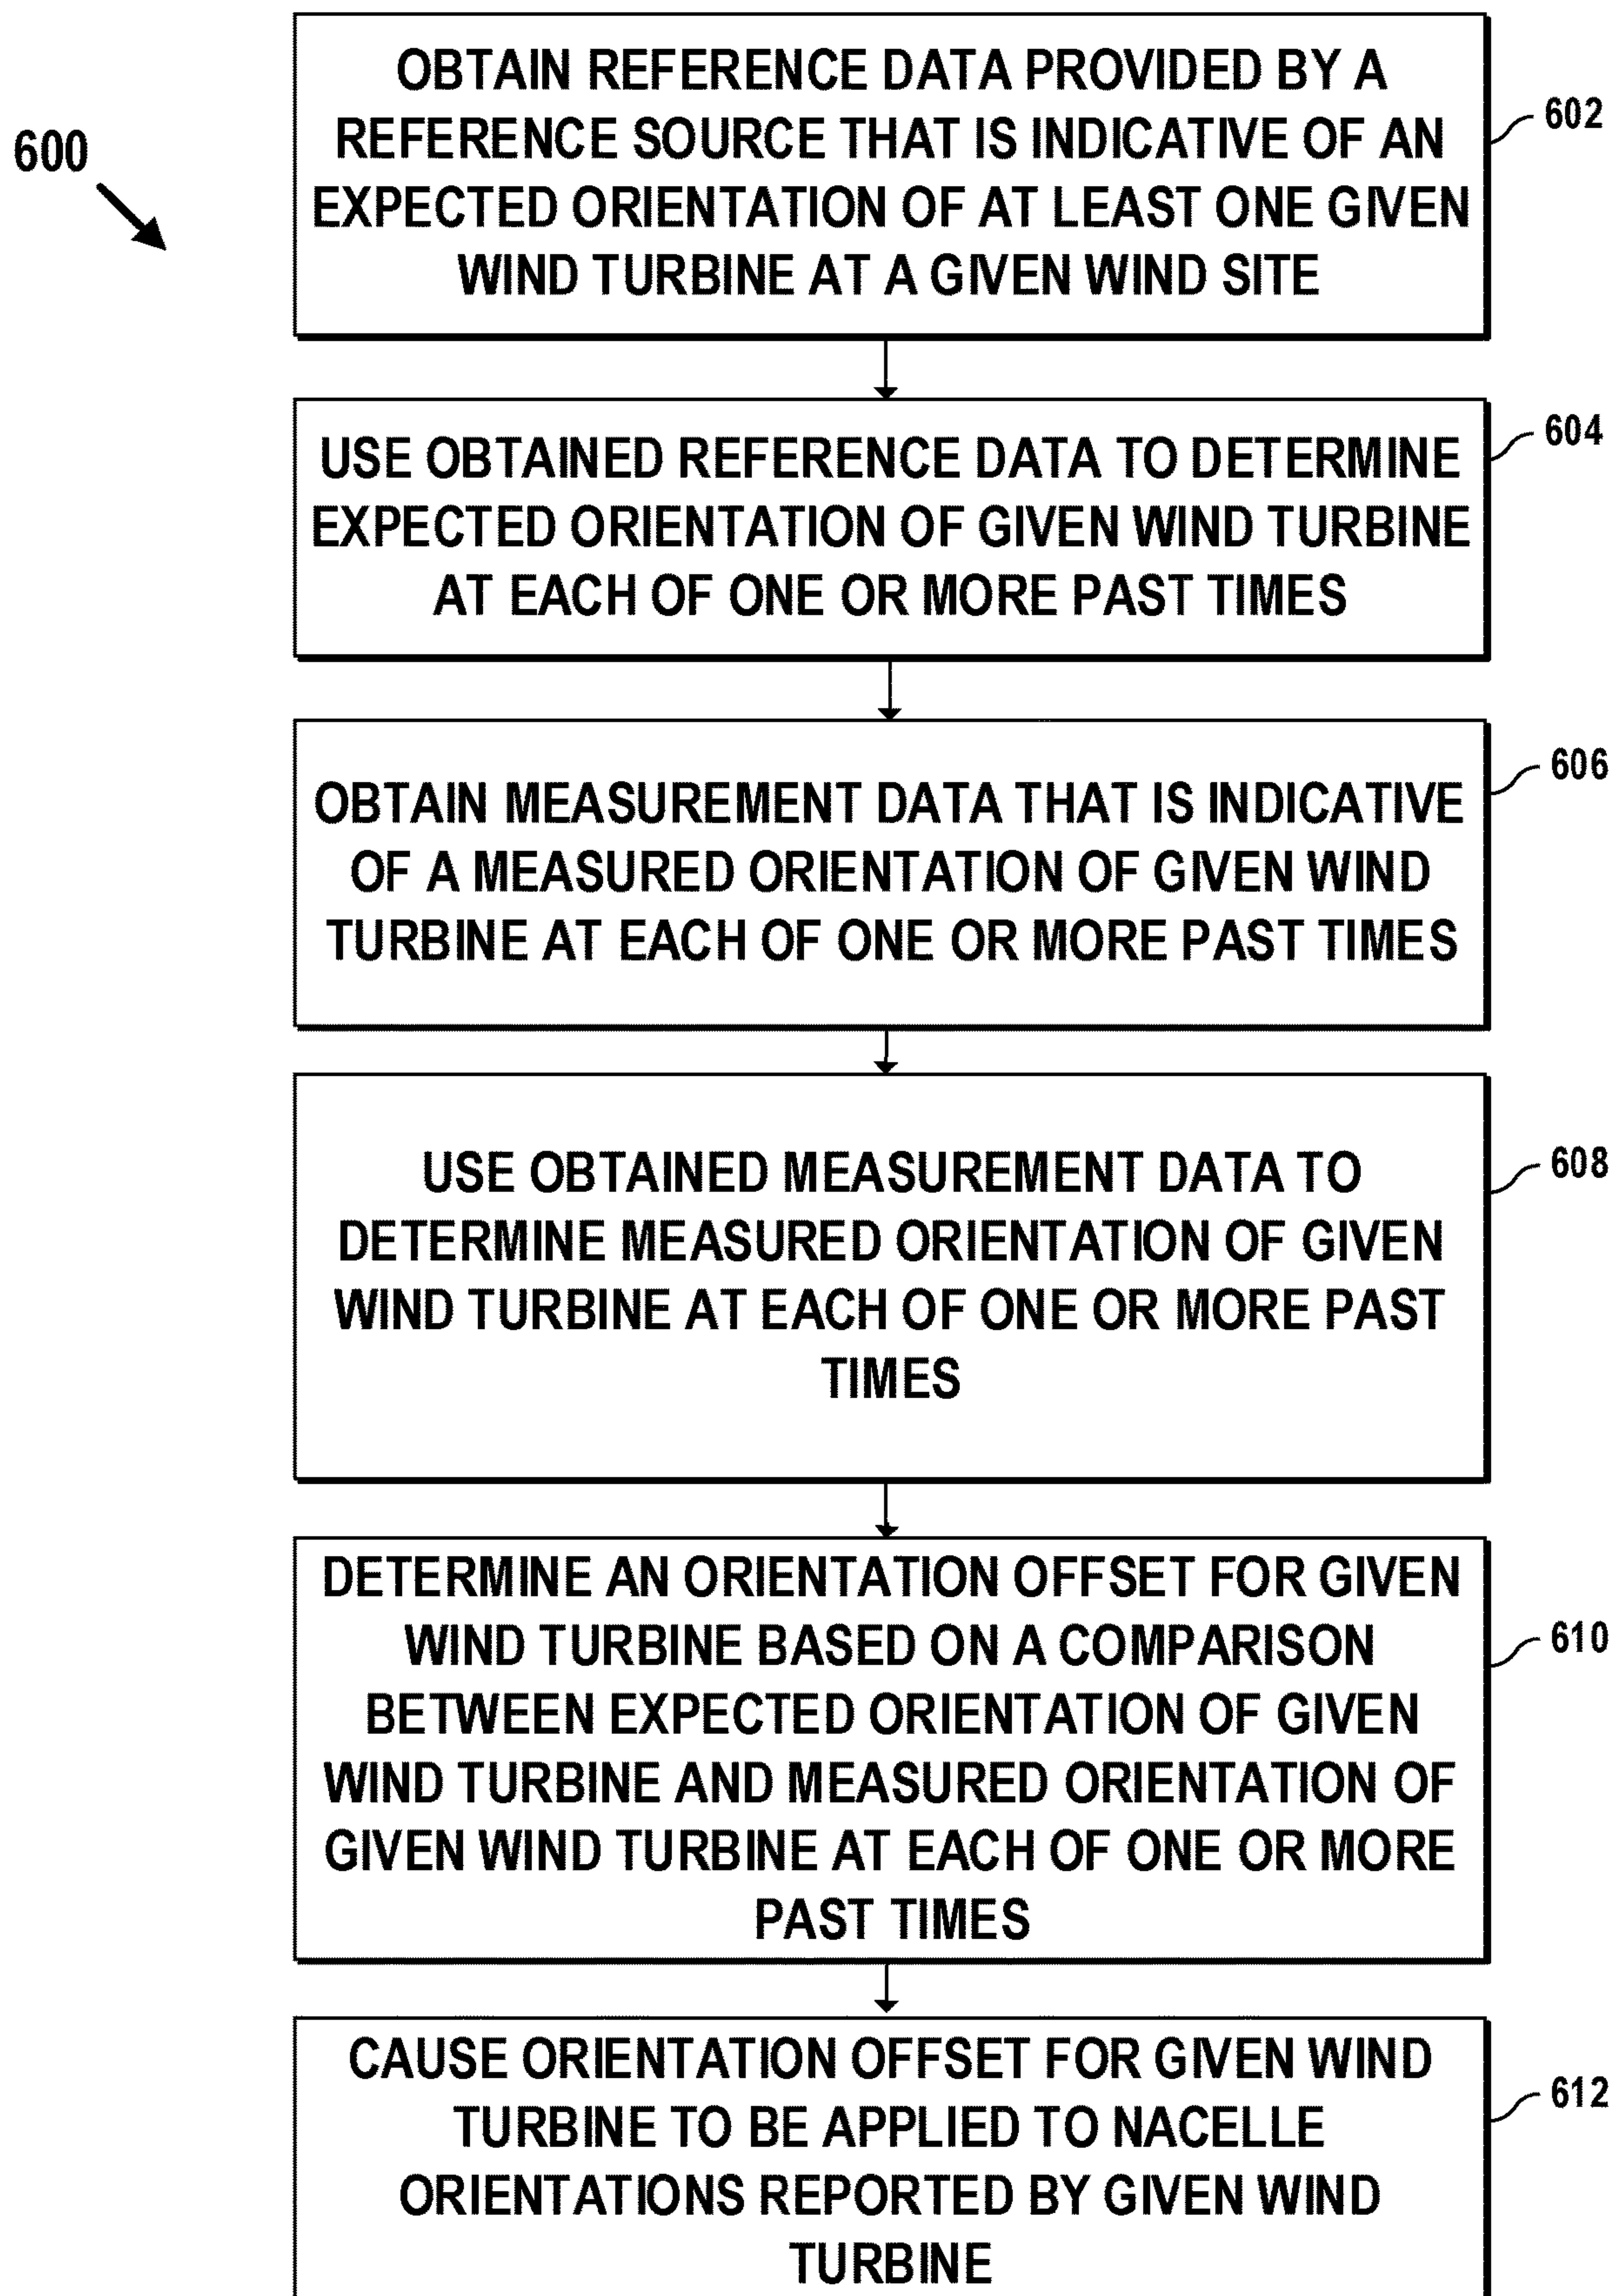 600
OBTAIN REFERENCE DATA PROVIDED BY A
REFERENCE SOURCE THAT IS INDICATIVE OF AN
EXPECTED ORIENTATION OF AT LEAST ONE GIVEN
WIND TURBINE AT A GIVEN WIND SITE
602
USE OBTAINED REFERENCE DATA TO DETERMINE
EXPECTED ORIENTATION OF GIVEN WIND TURBINE
AT EACH OF ONE OR MORE PAST TIMES
604
OBTAIN MEASUREMENT DATA THAT IS INDICATIVE
OF A MEASURED ORIENTATION OF GIVEN WIND
TURBINE AT EACH OF ONE OR MORE PAST TIMES
606
USE OBTAINED MEASUREMENT DATA TO
DETERMINE MEASURED ORIENTATION OF GIVEN
WIND TURBINE AT EACH OF ONE OR MORE PAST
TIMES
608
DETERMINE AN ORIENTATION OFFSET FOR GIVEN
WIND TURBINE BASED ON A COMPARISON
BETWEEN EXPECTED ORIENTATION OF GIVEN
WIND TURBINE AND MEASURED ORIENTATION OF
GIVEN WIND TURBINE AT EACH OF ONE OR MORE
PAST TIMES
610
CAUSE ORIENTATION OFFSET FOR GIVEN WIND
TURBINE TO BE APPLIED TO NACELLE
ORIENTATIONS REPORTED BY GIVEN WIND
TURBINE
612